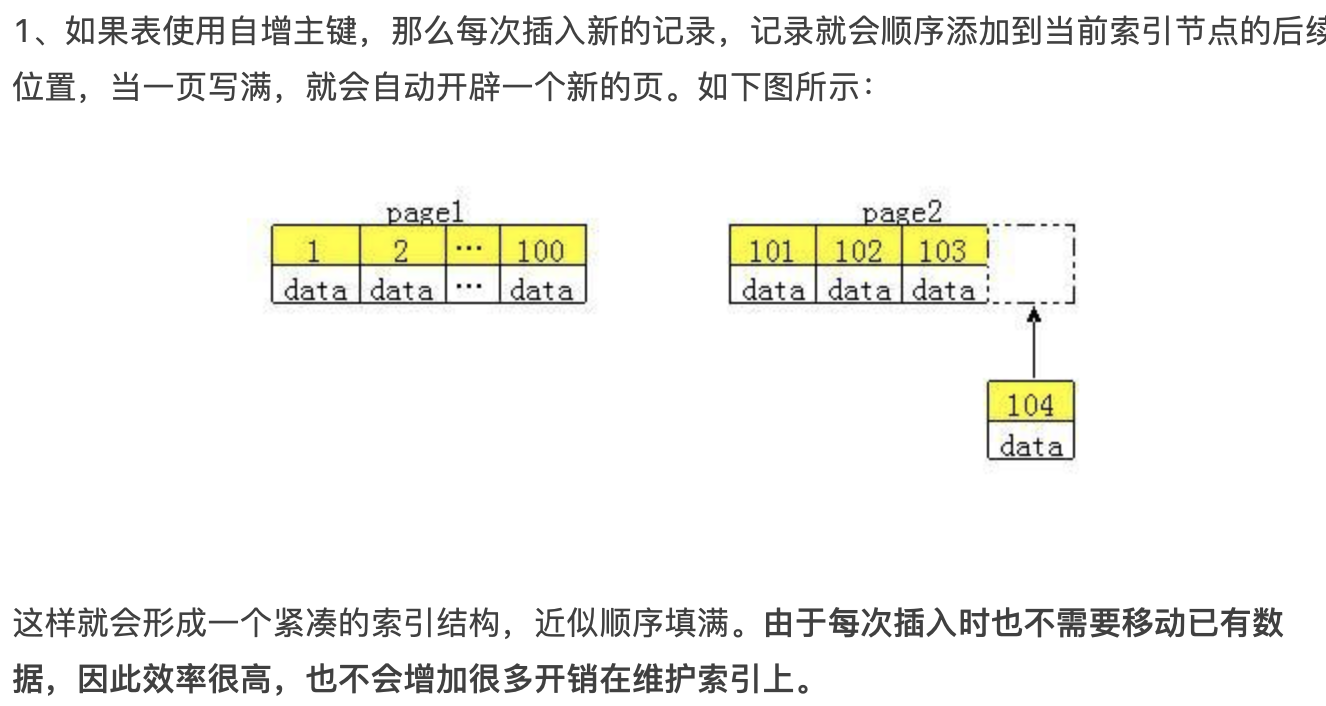 1、如果表使用自增主键，那么每次插入新的记录，记录就会顺序添加到当前索引节点的后续
位置，当一页写满，就会自动开辟一个新的页。如下图所示：
page1
1 2 … 100
data data … data
page2
101 102 103
data data data
104
data
这样就会形成一个紧凑的索引结构，近似顺序填满。由于每次插入时也不需要移动已有数
据，因此效率很高，也不会增加很多开销在维护索引上。